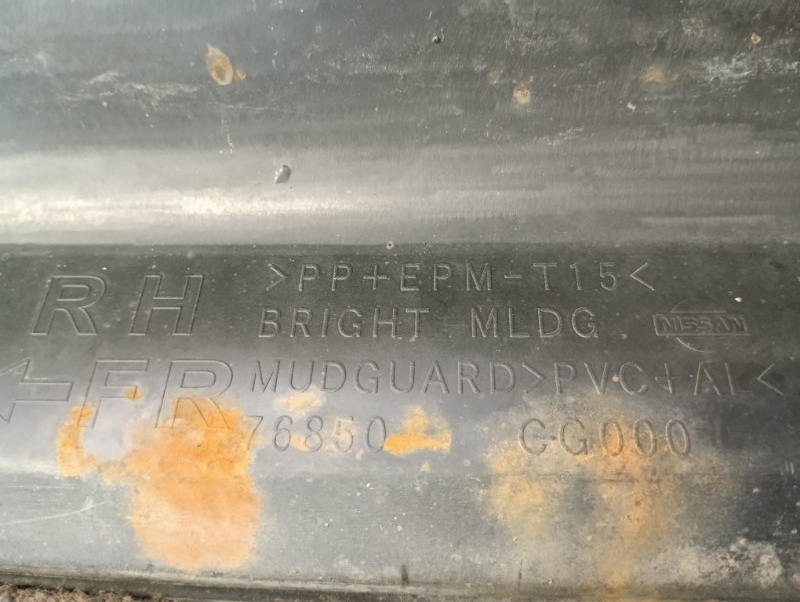 RH
←FR
>PP+EPM-T15<
BRIGHT MLDG
MUDGUARD>PVC+AL<
76850 CG000
NISSAN